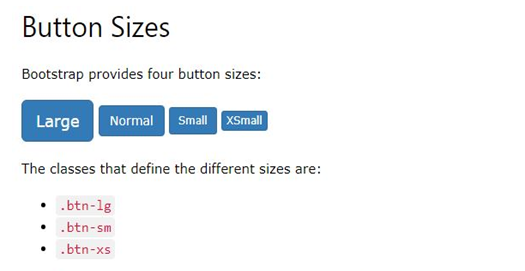 Button Sizes
Bootstrap provides four button sizes:
Large Normal Small XSmall
The classes that define the different sizes are:
.btn-lg
.btn-sm
.btn-xs